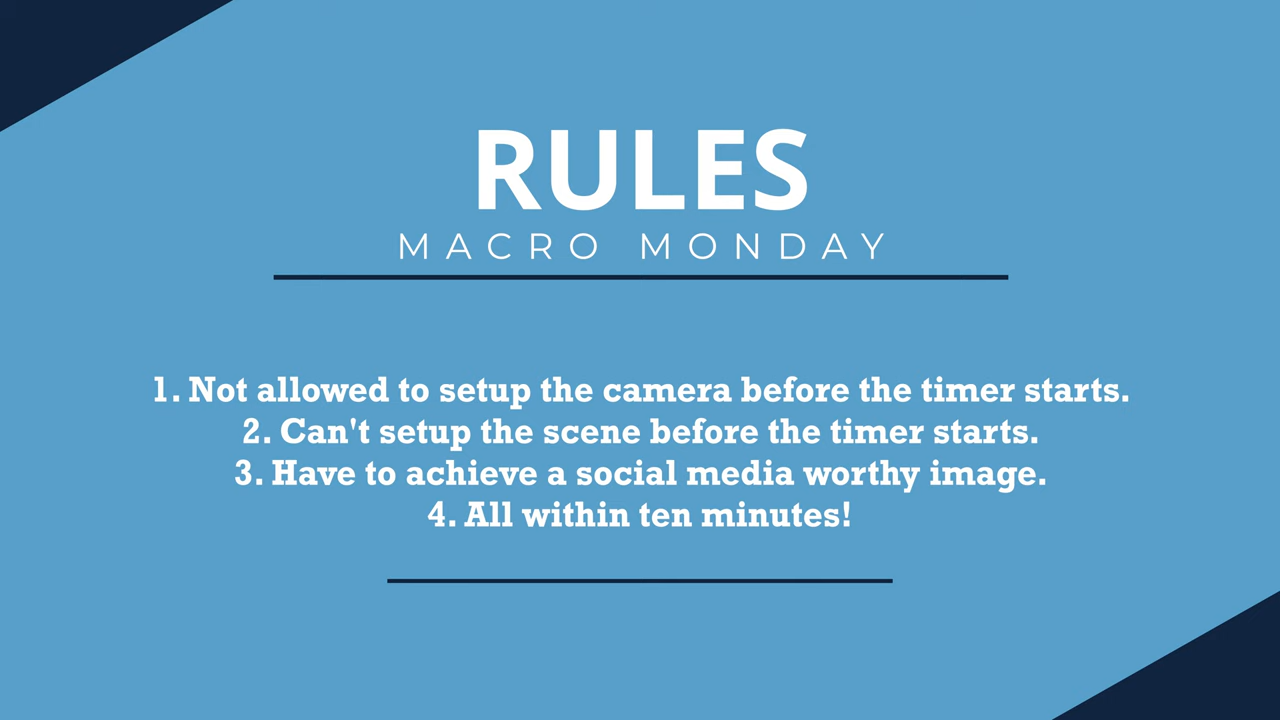 RULES
MACRO MONDAY
1. Not allowed to setup the camera before the timer starts.
2. Can't setup the scene before the timer starts.
3. Have to achieve a social media worthy image.
4. All within ten minutes!